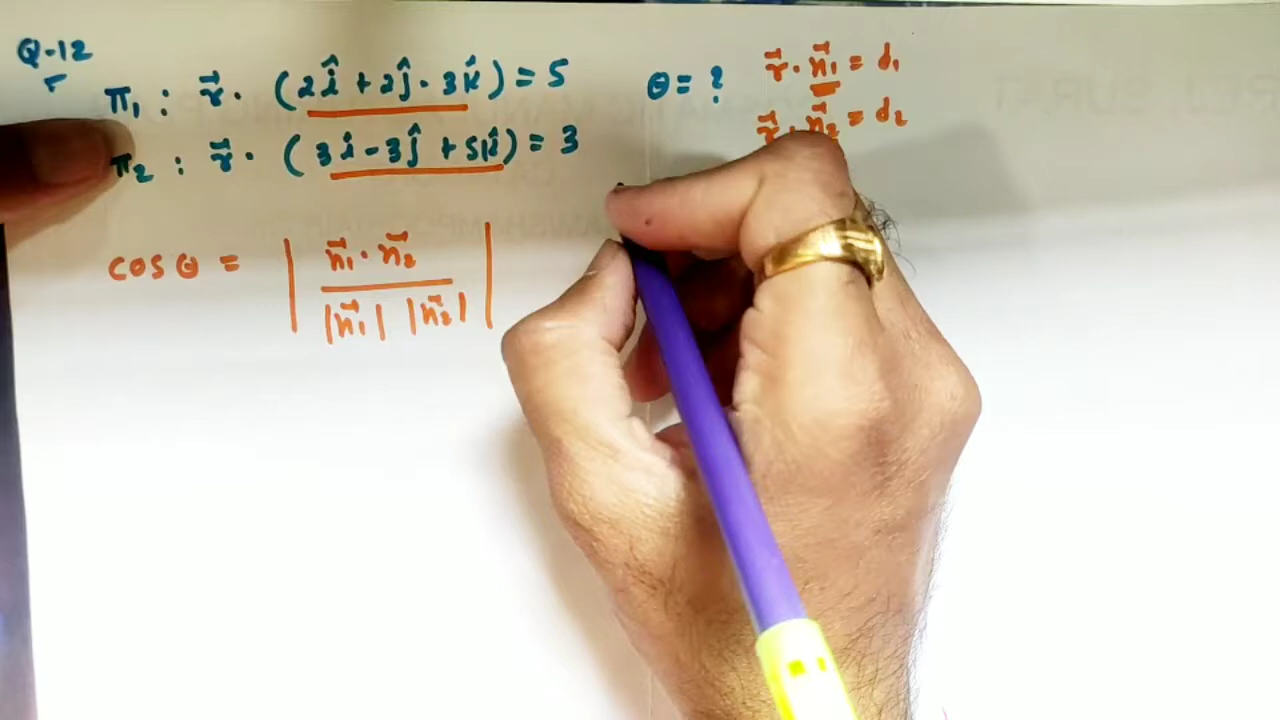 Q-12
π₁ : r⃗ · (2î + 2ĵ - 3k̂) = 5
θ = ?
r⃗ · n⃗₁ = d₁
r⃗ · n⃗₂ = d₂
π₂ : r⃗ · (3î - 3ĵ + 5k̂) = 3
cos θ = | n⃗₁ · n⃗₂ / |n⃗₁| |n⃗₂| |